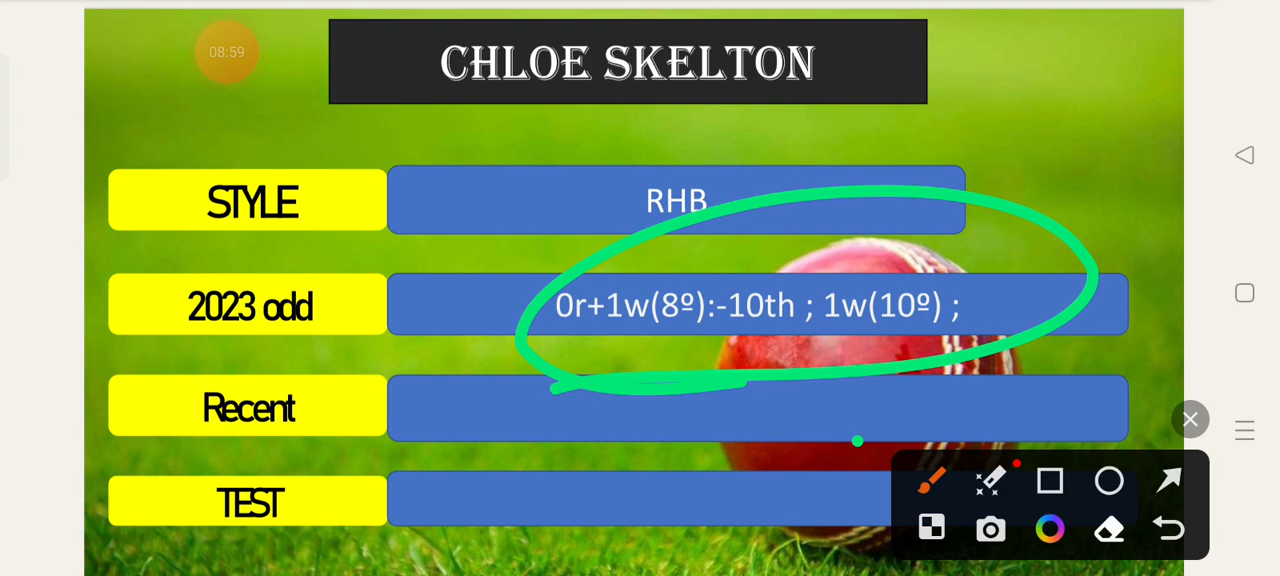 08:59
CHLOE SKELTON
STYLE
RHB
2023 odd
0r+1w(8º):-10th ; 1w(10º) ;
Recent
TEST